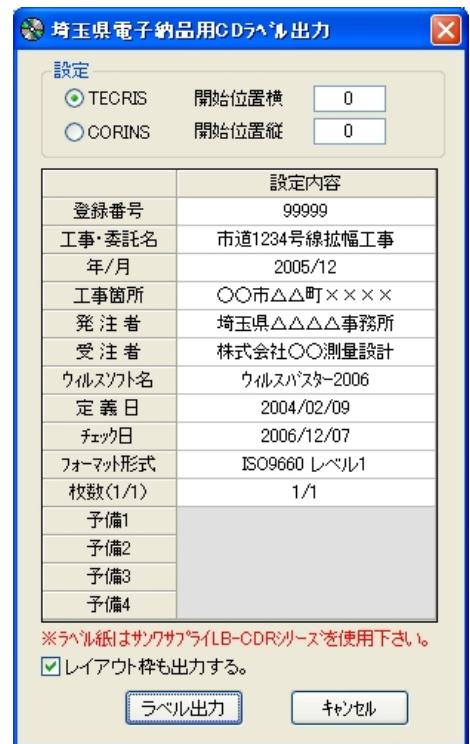 埼玉県電子納品用CDﾗﾍﾞﾙ出力
設定
TECRIS 開始位置横 0
CORINS 開始位置縦 0
設定内容
登録番号 99999
工事･委託名 市道1234号線拡幅工事
年/月 2005/12
工事箇所 〇〇市△△町××××
発 注 者 埼玉県△△△△事務所
受 注 者 株式会社〇〇測量設計
ｳｨﾙｽｿﾌﾄ名 ｳｨﾙｽﾊﾞｽﾀｰ2006
定 義 日 2004/02/09
ﾁｪｯｸ日 2006/12/07
ﾌｫｰﾏｯﾄ形式 ISO9660 レベル1
枚数(1/1) 1/1
予備1
予備2
予備3
予備4
※ﾗﾍﾞﾙ紙はｻﾝﾜｻﾌﾟﾗｲLB-CDRｼﾘｰｽﾞを使用下さい。
レイアウト枠も出力する。
ラベル出力 ｷｬﾝｾﾙ